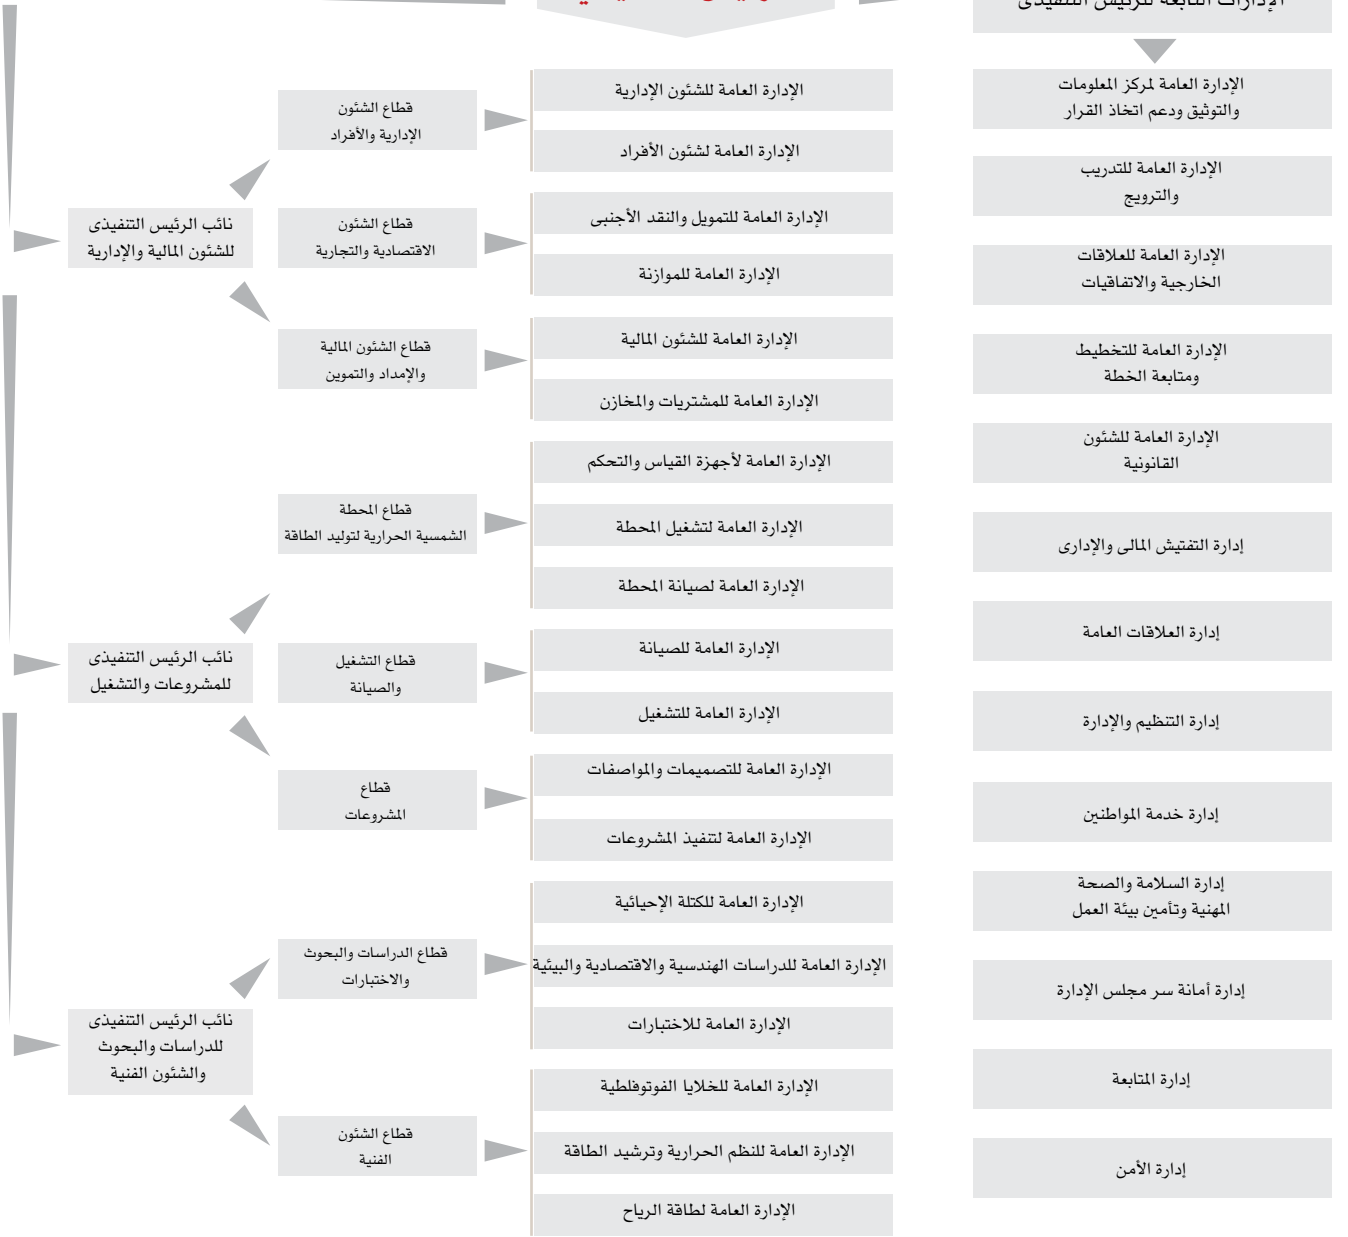 الإدارات التابعة للرئيس التنفيذى
الإدارة العامة لمركز المعلومات
والتوثيق ودعم اتخاذ القرار
الإدارة العامة للتدريب
والترويج
الإدارة العامة للعلاقات
الخارجية والاتفاقيات
الإدارة العامة للتخطيط
ومتابعة الخطة
الإدارة العامة للشئون
القانونية
إدارة التفتيش المالى والإدارى
إدارة العلاقات العامة
إدارة التنظيم والإدارة
إدارة خدمة المواطنين
إدارة السلامة والصحة
المهنية وتأمين بيئة العمل
إدارة أمانة سر مجلس الإدارة
إدارة المتابعة
إدارة الأمن
نائب الرئيس التنفيذى
للشئون المالية والإدارية
قطاع الشئون
الإدارية والأفراد
الإدارة العامة للشئون الإدارية
الإدارة العامة لشئون الأفراد
قطاع الشئون
الاقتصادية والتجارية
الإدارة العامة للتمويل والنقد الأجنبى
الإدارة العامة للموازنة
قطاع الشئون المالية
والإمداد والتموين
الإدارة العامة للشئون المالية
الإدارة العامة للمشتريات والمخازن
نائب الرئيس التنفيذى
للمشروعات والتشغيل
قطاع المحطة
الشمسية الحرارية لتوليد الطاقة
الإدارة العامة لأجهزة القياس والتحكم
الإدارة العامة لتشغيل المحطة
الإدارة العامة لصيانة المحطة
قطاع التشغيل
والصيانة
الإدارة العامة للصيانة
الإدارة العامة للتشغيل
قطاع
المشروعات
الإدارة العامة للتصميمات والمواصفات
الإدارة العامة لتنفيذ المشروعات
نائب الرئيس التنفيذى
للدراسات والبحوث
والشئون الفنية
قطاع الدراسات والبحوث
والاختبارات
الإدارة العامة للكتلة الإحيائية
الإدارة العامة للدراسات الهندسية والاقتصادية والبيئية
الإدارة العامة للاختبارات
قطاع الشئون
الفنية
الإدارة العامة للخلايا الفوتوفلطية
الإدارة العامة للنظم الحرارية وترشيد الطاقة
الإدارة العامة لطاقة الرياح